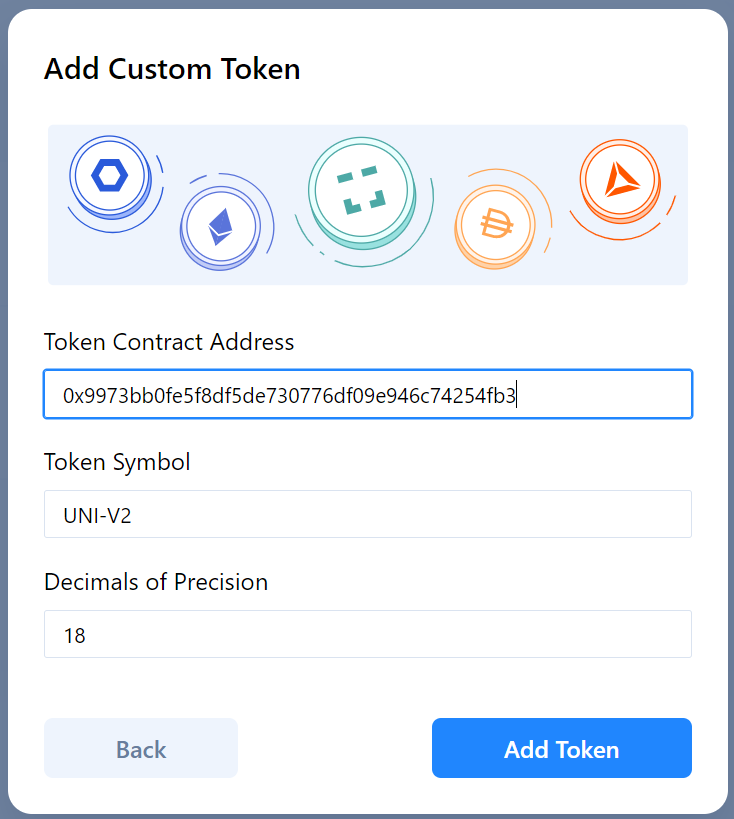 Add Custom Token
Token Contract Address
0x9973bb0fe5f8df5de730776df09e946c74254fb3
Token Symbol
UNI-V2
Decimals of Precision
18
Back
Add Token